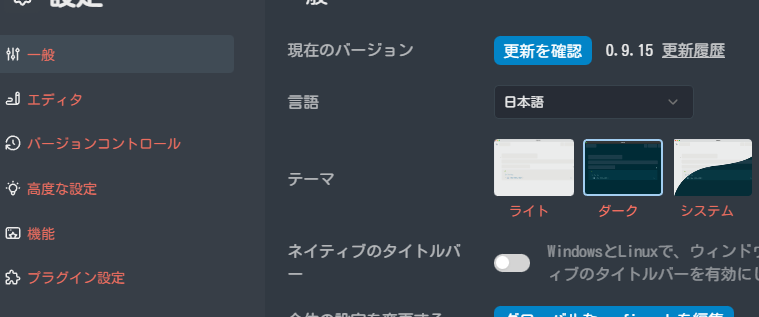 設定
一般
エディタ
バージョンコントロール
高度な設定
機能
プラグイン設定
現在のバージョン 更新を確認 0.9.15 更新履歴
言語 日本語
テーマ
ライト ダーク システム
ネイティブのタイトルバ
ー
WindowsとLinuxで、ウィンドウ
ィブのタイトルバーを有効にし